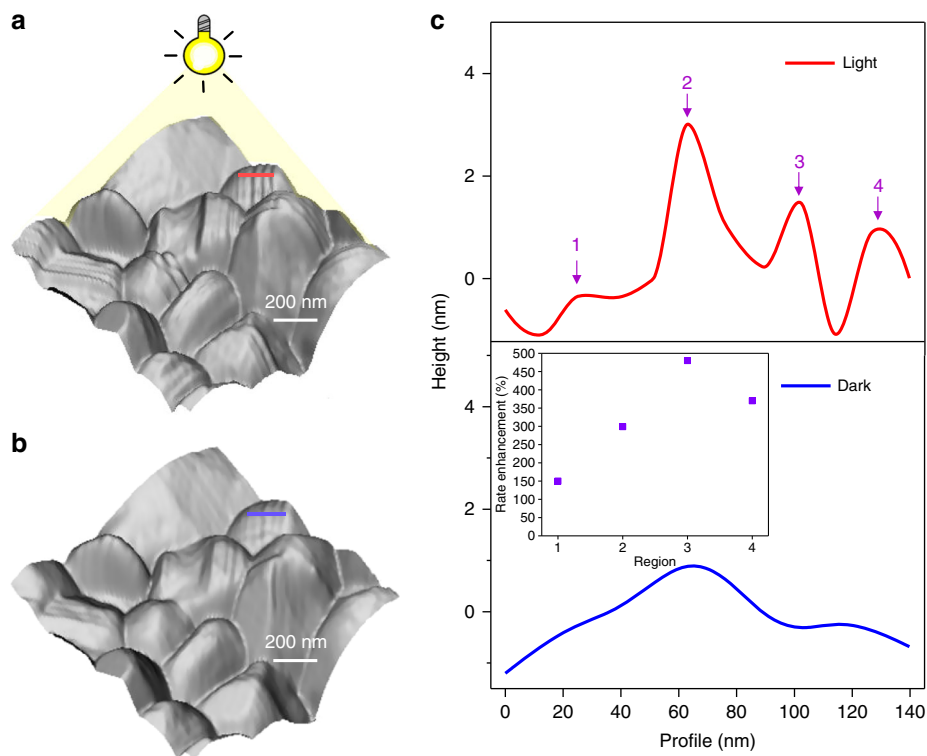 a
200 nm
b
200 nm
c
Height (nm)
4
2
0
Light
1
2
3
4
4
2
0
Dark
Rate enhancement (%)
500
450
400
350
300
250
200
150
100
50
0
1 2 3 4
Region
0 20 40 60 80 100 120 140
Profile (nm)